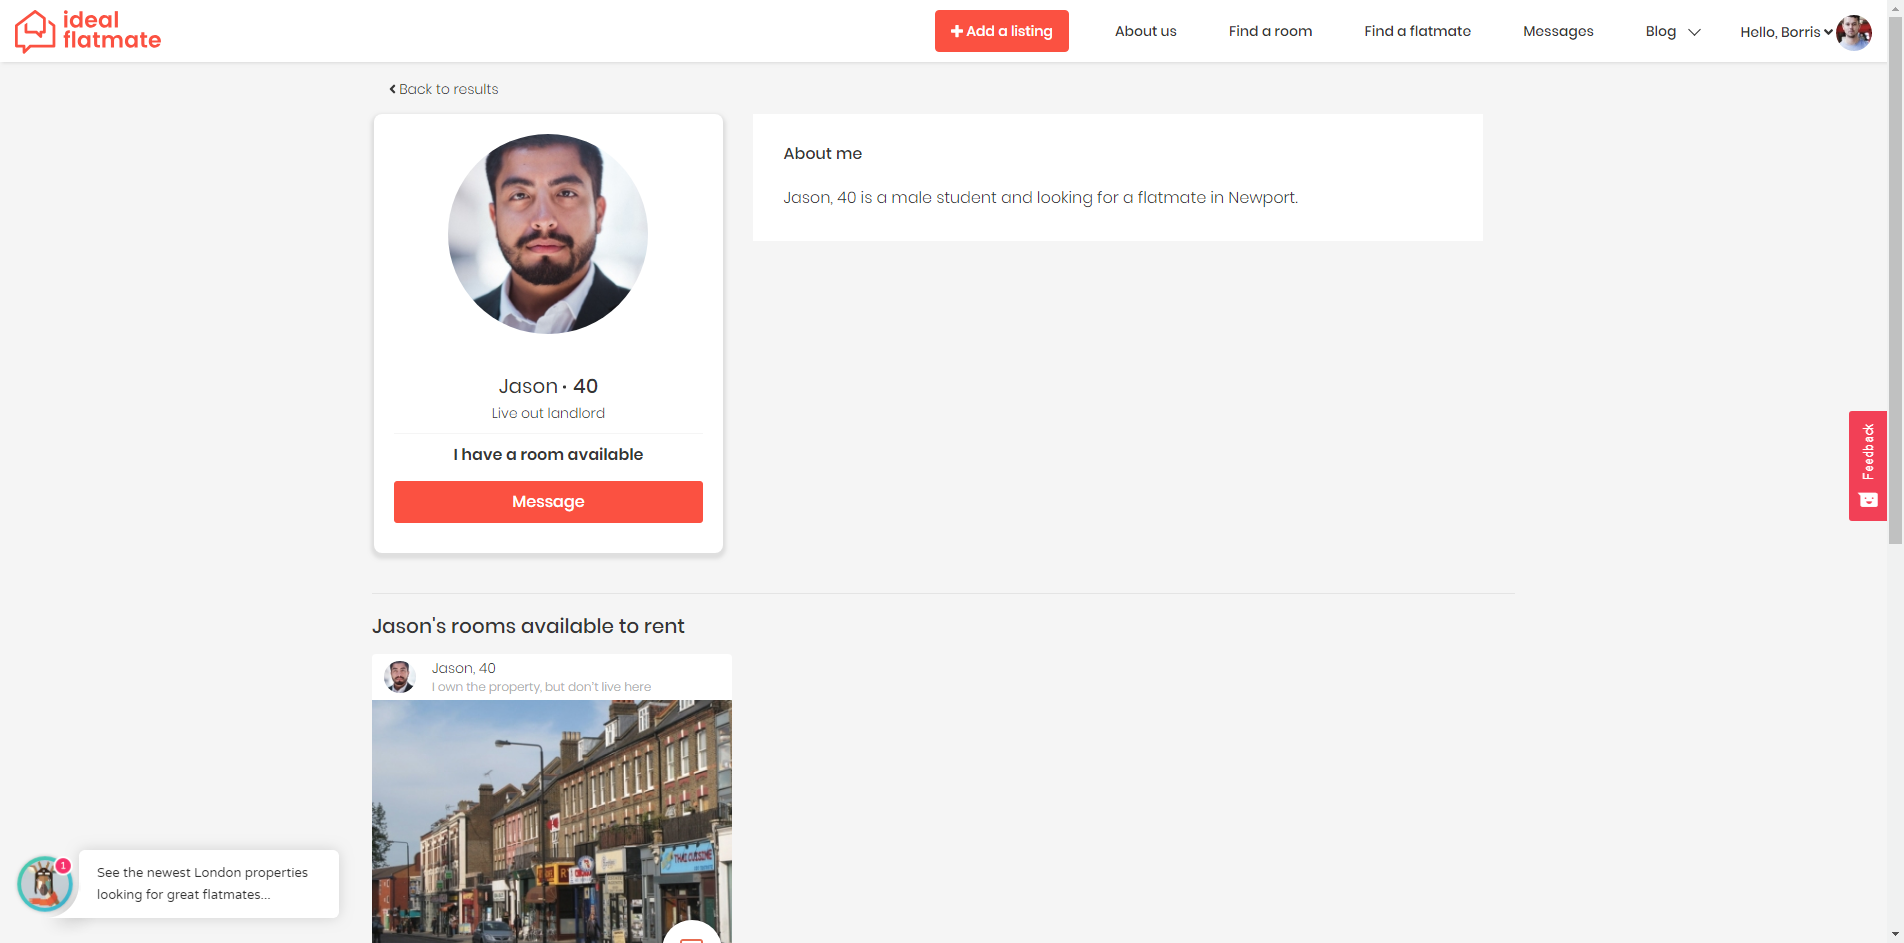 ideal
flatmate
Add a listing
About us
Find a room
Find a flatmate
Messages
Blog
Hello, Borris
Back to results
About me
Jason, 40 is a male student and looking for a flatmate in Newport.
Jason · 40
Live out landlord
I have a room available
Message
Feedback
Jason's rooms available to rent
Jason, 40
I own the property, but don't live here
THAI CUISINE
1
See the newest London properties
looking for great flatmates...